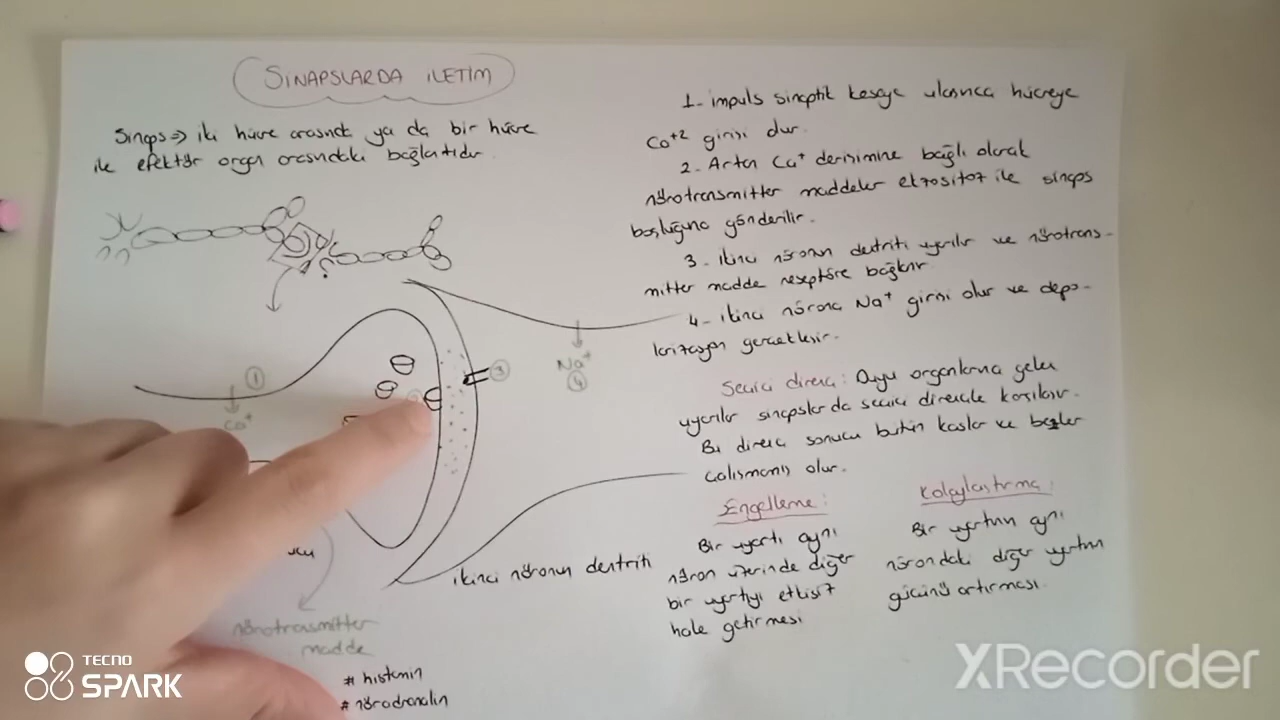 SINAPSLARDA İLETİM
Sinaps => iki hücre arasında ya da bir hücre
ile efektör organ arasındaki bağlantıdır
1- impuls sinaptik keseye ulaşınca hücreye
Ca+2 girişi olur.
2- Artan Ca+ derişimine bağlı olarak
nörotransmitter maddeler ekzositoz ile sinaps
boşluğuna gönderilir.
3- ikinci nöronun dentriti uyarılır ve nörotrans-
mitter madde reseptöre bağlanır.
4- ikinci nörona Na+ girişi olur ve depo-
larizasyon gerçekleşir.
1
Ca+
3
Na+
4
ikinci nöronun dentriti
nörotransmitter
madde
# histamin
# nöradrenalin
Seçici direnç: Duyu organlarına gelen
uyarılar sinapslarda seçici dirençle karşılaşır.
Bu direnç sonucu bütün kaslar ve bezler
çalışmamış olur.
Engelleme:
Bir uyartı aynı
nöron üzerinde diğer
bir uyartıyı etkisiz
hale getirmesi
Kolaylaştırma:
Bir uyartının aynı
nörondaki diğer uyartının
gücünü artırması.
TECNO
SPARK
XRecorder